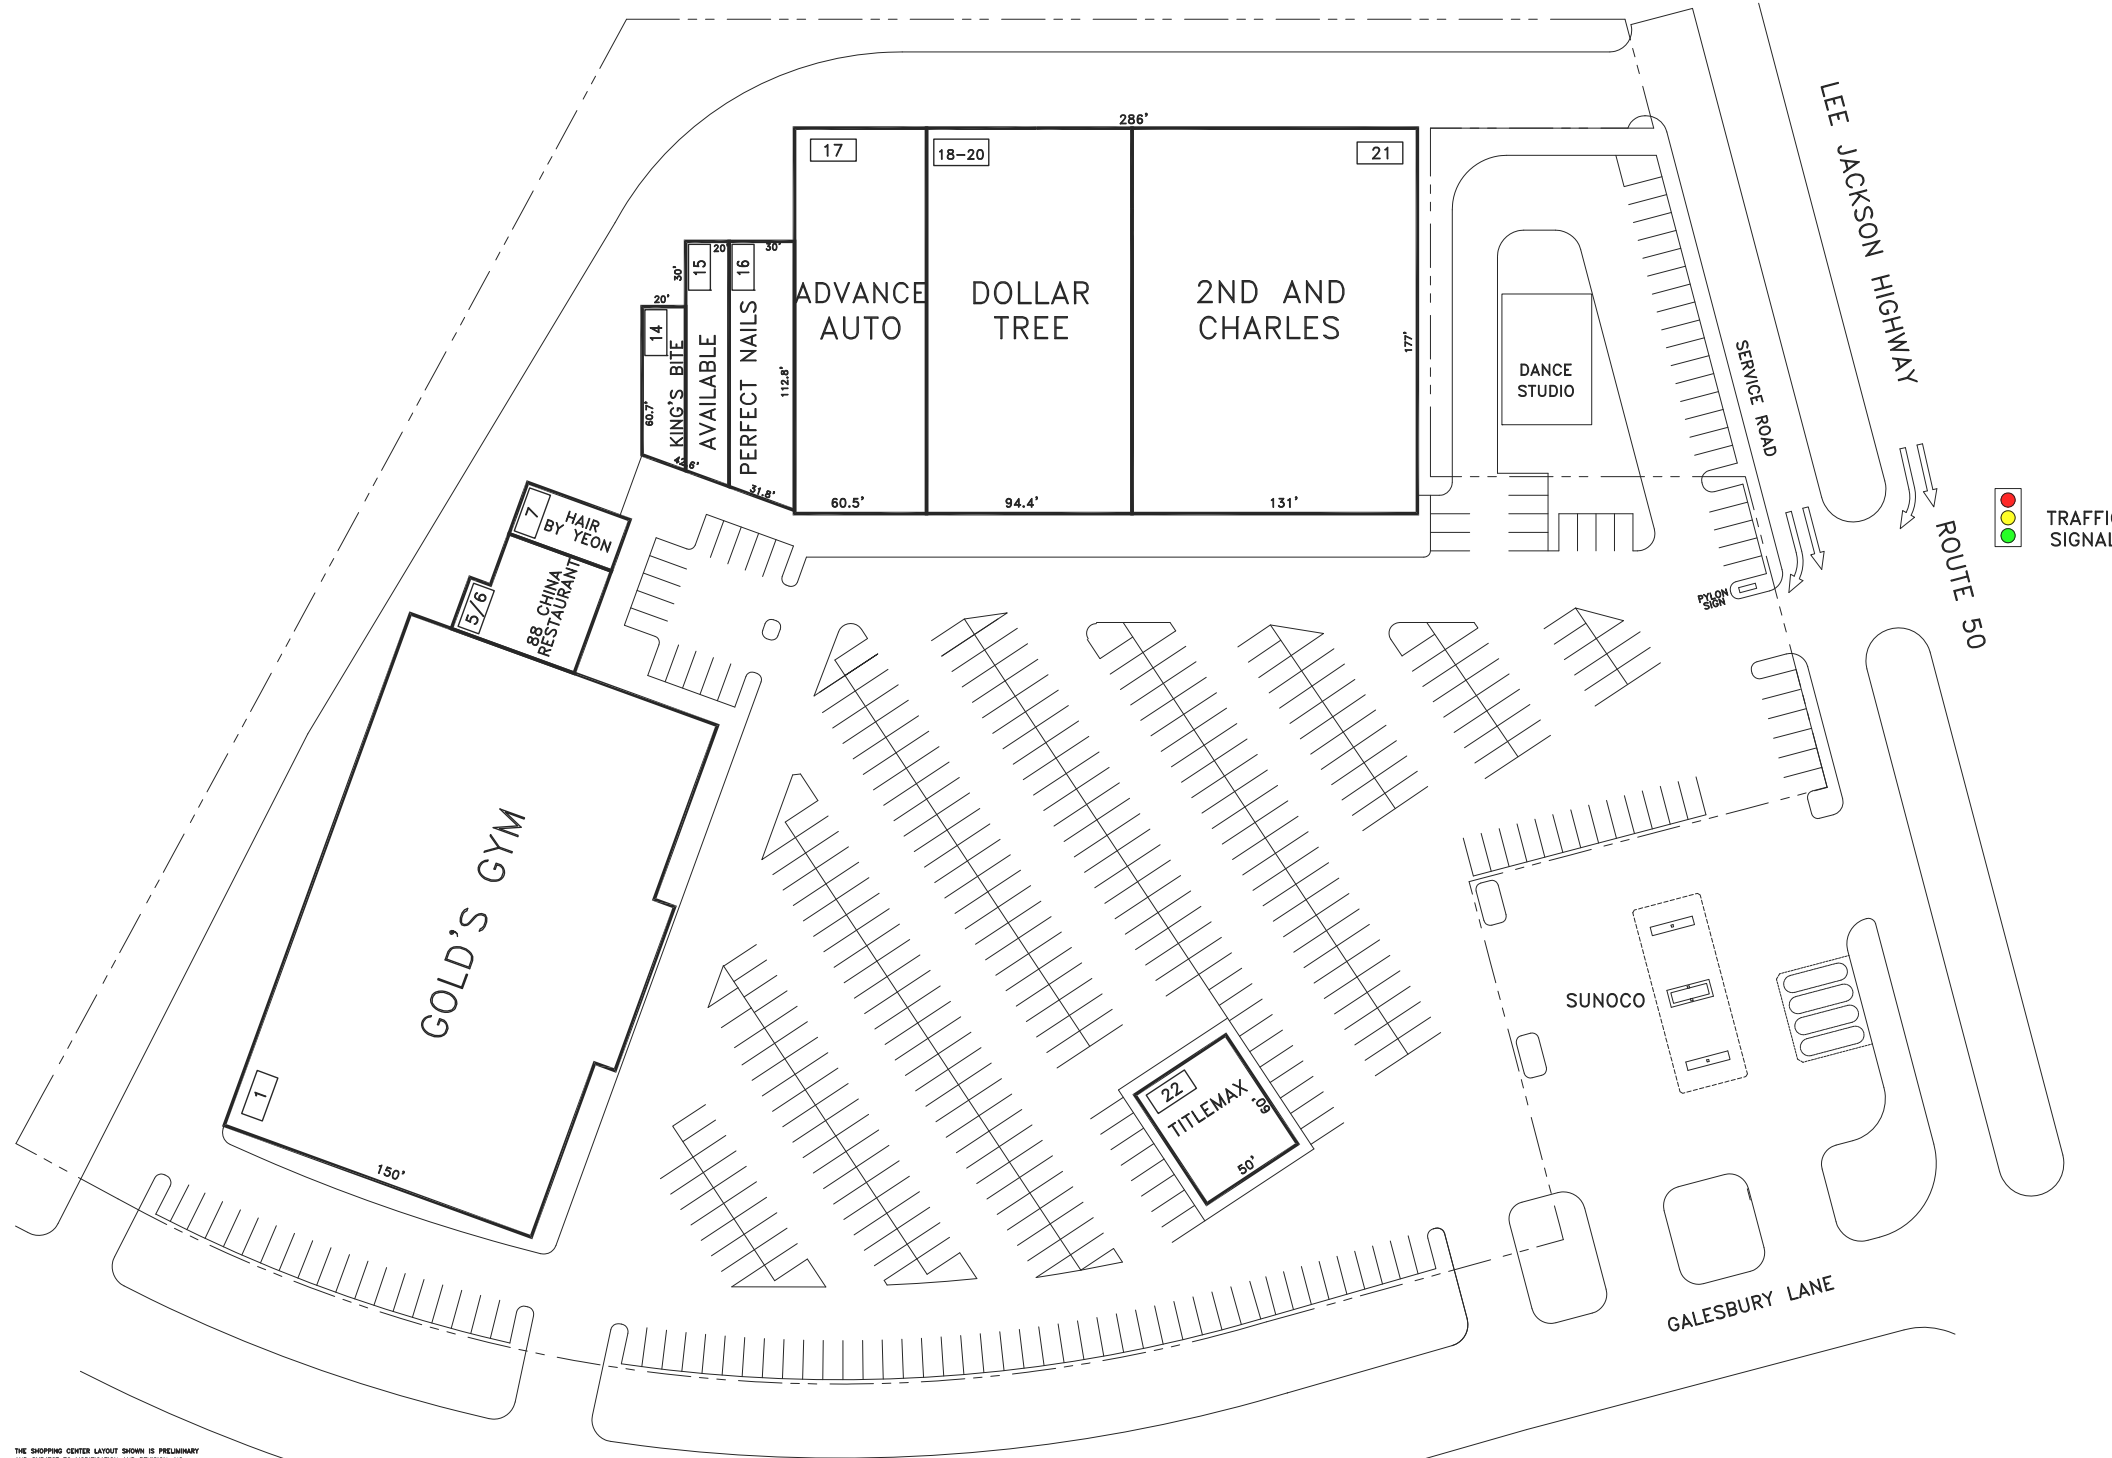 LEE JACKSON HIGHWAY
286'
17
18-20
21
20'
30'
15
16
30'
20'
14
ADVANCE
AUTO
DOLLAR
TREE
2ND AND
CHARLES
177'
KING'S BITE
AVAILABLE
PERFECT NAILS
112.8'
60.7'
42.6'
31.8'
60.5'
94.4'
131'
DANCE
STUDIO
SERVICE ROAD
7
HAIR
BY YEON
5/6
88 CHINA
RESTAURANT
PYLON
SIGN
ROUTE 50
TRAFFIC
SIGNAL
GOLD'S GYM
1
150'
22
TITLEMAX
60'
50'
SUNOCO
GALESBURY LANE
THE SHOPPING CENTER LAYOUT SHOWN IS PRELIMINARY